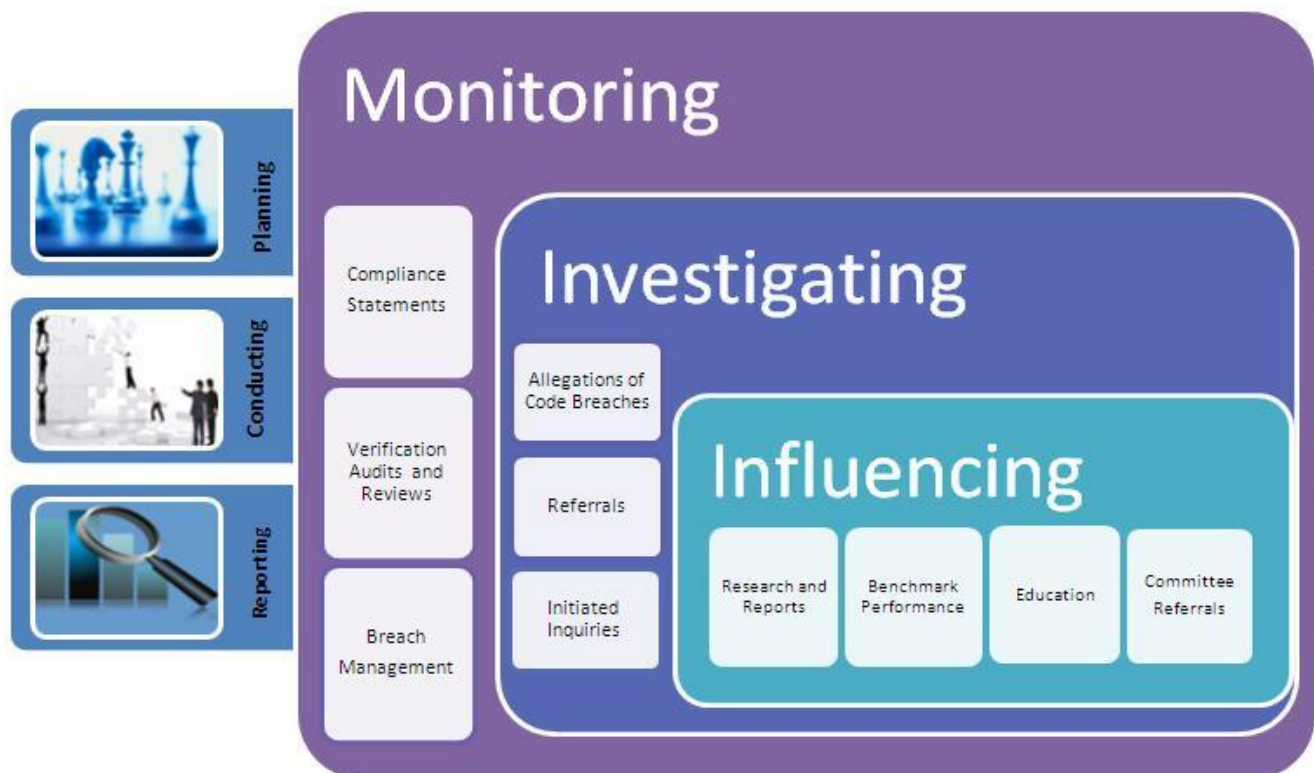 Planning
Conducting
Reporting
Monitoring
Compliance
Statements
Verification
Audits and
Reviews
Breach
Management
Investigating
Allegations of
Code Breaches
Referrals
Initiated
Inquiries
Influencing
Research and
Reports
Benchmark
Performance
Education
Committee
Referrals